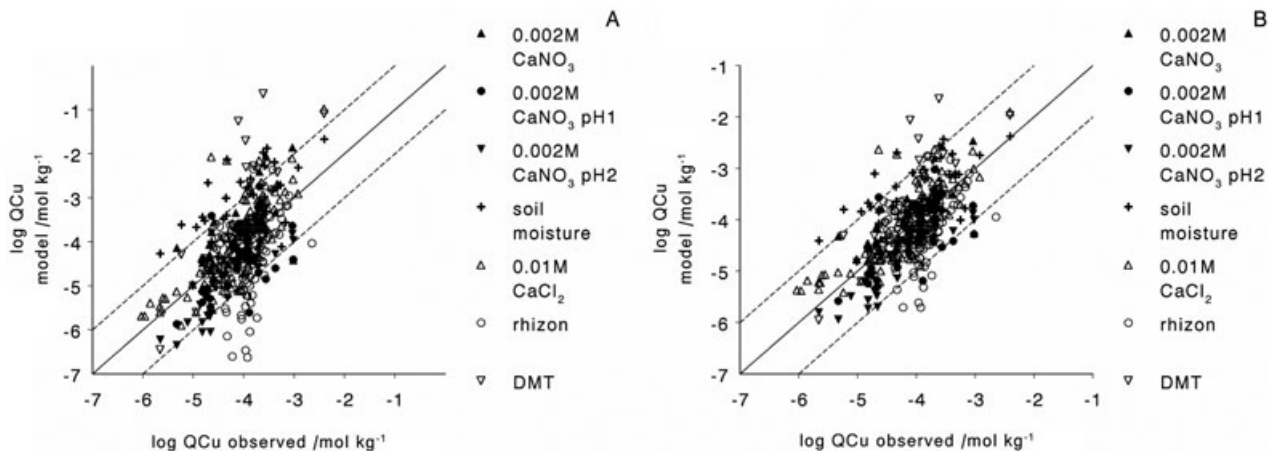 A
log QCu
model /mol kg⁻¹
-1
-2
-3
-4
-5
-6
-7
-7 -6 -5 -4 -3 -2 -1 0
log QCu observed /mol kg⁻¹
0.002M
CaNO₃
0.002M
CaNO₃ pH1
0.002M
CaNO₃ pH2
soil
moisture
0.01M
CaCl₂
rhizon
DMT
B
log QCu
model /mol kg⁻¹
-1
-2
-3
-4
-5
-6
-7
-7 -6 -5 -4 -3 -2 -1
log QCu observed /mol kg⁻¹
0.002M
CaNO₃
0.002M
CaNO₃ pH1
0.002M
CaNO₃ pH2
soil
moisture
0.01M
CaCl₂
rhizon
DMT